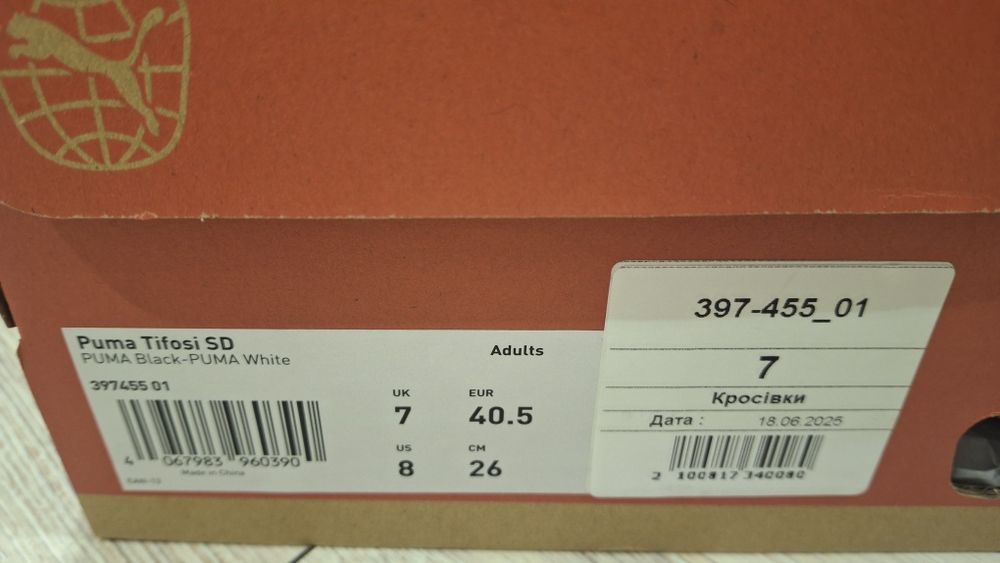 Puma Tifosi SD
PUMA Black-PUMA White
Adults
397455 01
UK
7
EUR
40.5
US
8
CM
26
4 067983 960390
Made in China
397-455_01
7
Кросівки
Дата : 18.06.2025
2 100817 340080